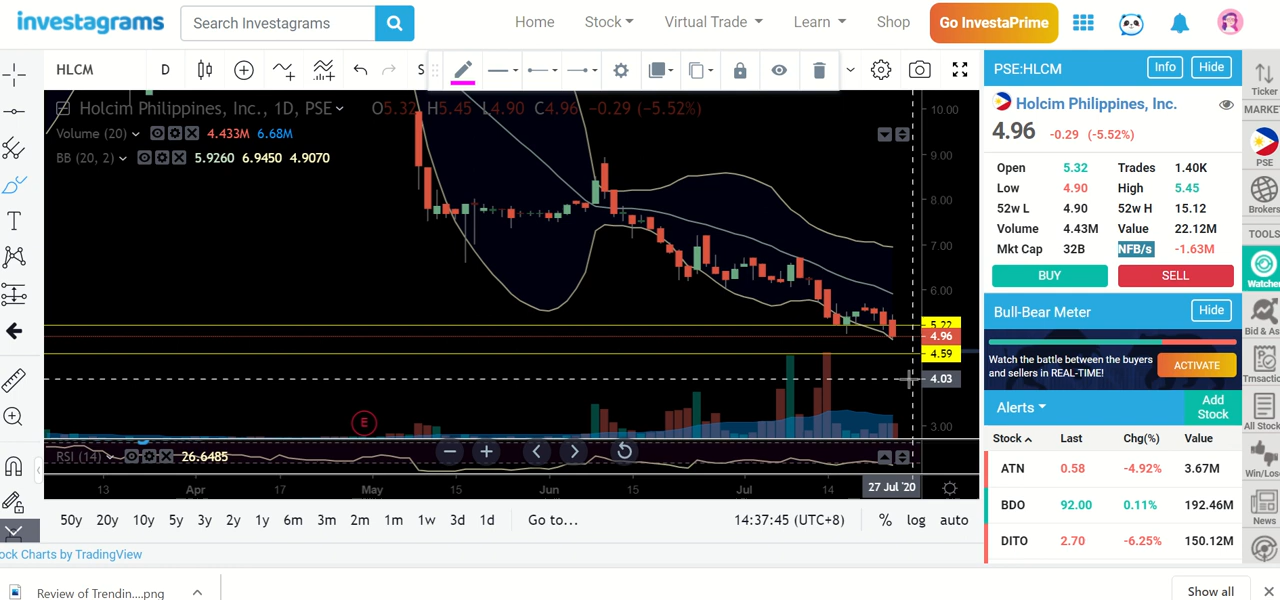 investagrams
Search Investagrams
Home
Stock
Virtual Trade
Learn
Shop
Go InvestaPrime
HLCM
D
S
Holcim Philippines, Inc., 1D, PSE
O5.32 H5.45 L4.90 C4.96 -0.29 (-5.52%)
Volume (20) 4.433M 6.68M
BB (20, 2) 5.9260 6.9450 4.9070
10.00
9.00
8.00
7.00
6.00
5.22
4.96
4.59
4.03
3.00
E
RSI (14) 26.6485
13 Apr 17 May 15 Jun 15 Jul 14 27 Jul '20
50y 20y 10y 5y 3y 2y 1y 6m 3m 2m 1m 1w 3d 1d Go to... 14:37:45 (UTC+8) % log auto
ock Charts by TradingView
PSE:HLCM Info Hide
Holcim Philippines, Inc.
4.96 -0.29 (-5.52%)
Open 5.32 Trades 1.40K
Low 4.90 High 5.45
52w L 4.90 52w H 15.12
Volume 4.43M Value 22.12M
Mkt Cap 32B NFB/s -1.63M
BUY SELL
Bull-Bear Meter Hide
Watch the battle between the buyers
and sellers in REAL-TIME!
ACTIVATE
Alerts
Add
Stock
Stock Last Chg(%) Value
ATN 0.58 -4.92% 3.67M
BDO 92.00 0.11% 192.46M
DITO 2.70 -6.25% 150.12M
Ticker
MARKE
PSE
Brokers
TOOLS
Watche
Bid & As
Trnsactio
All Stock
Win/Lose
News
Review of Trendin....png
Show all